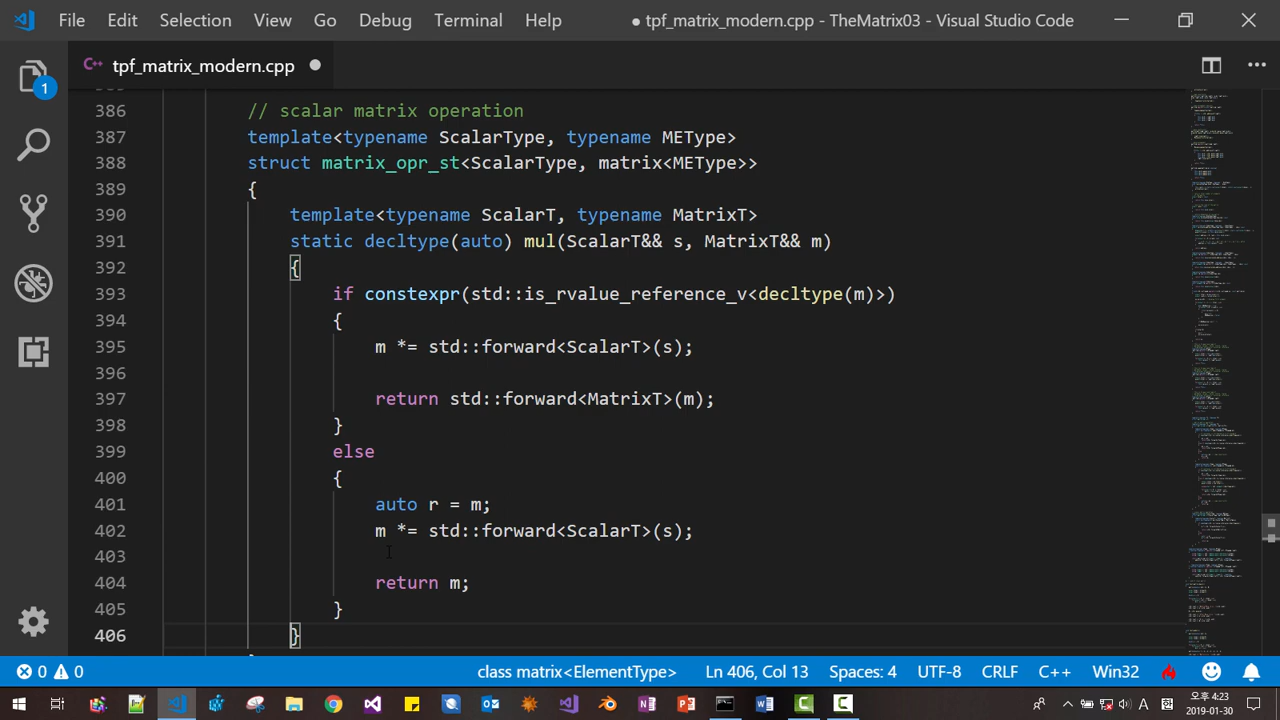 File Edit Selection View Go Debug Terminal Help ● tpf_matrix_modern.cpp - TheMatrix03 - Visual Studio Code
tpf_matrix_modern.cpp ●
1
386 // scalar matrix operation
387 template<typename ScalarType, typename METype>
388 struct matrix_opr_st<ScalarType, matrix<METype>>
389 {
390 template<typename ScalarT, typename MatrixT>
391 static decltype(auto) mul(ScalarT&& s, MatrixT&& m)
392 {
393 if constexpr(std::is_rvalue_reference_v<decltype(m)>)
394 {
395 m *= std::forward<ScalarT>(s);
396
397 return std::forward<MatrixT>(m);
398 }
399 else
400 {
401 auto r = m;
402 m *= std::forward<ScalarT>(s);
403
404 return m;
405 }
406 }
0 0 class matrix<ElementType> Ln 406, Col 13 Spaces: 4 UTF-8 CRLF C++ Win32
A 오후 4:23
2019-01-30